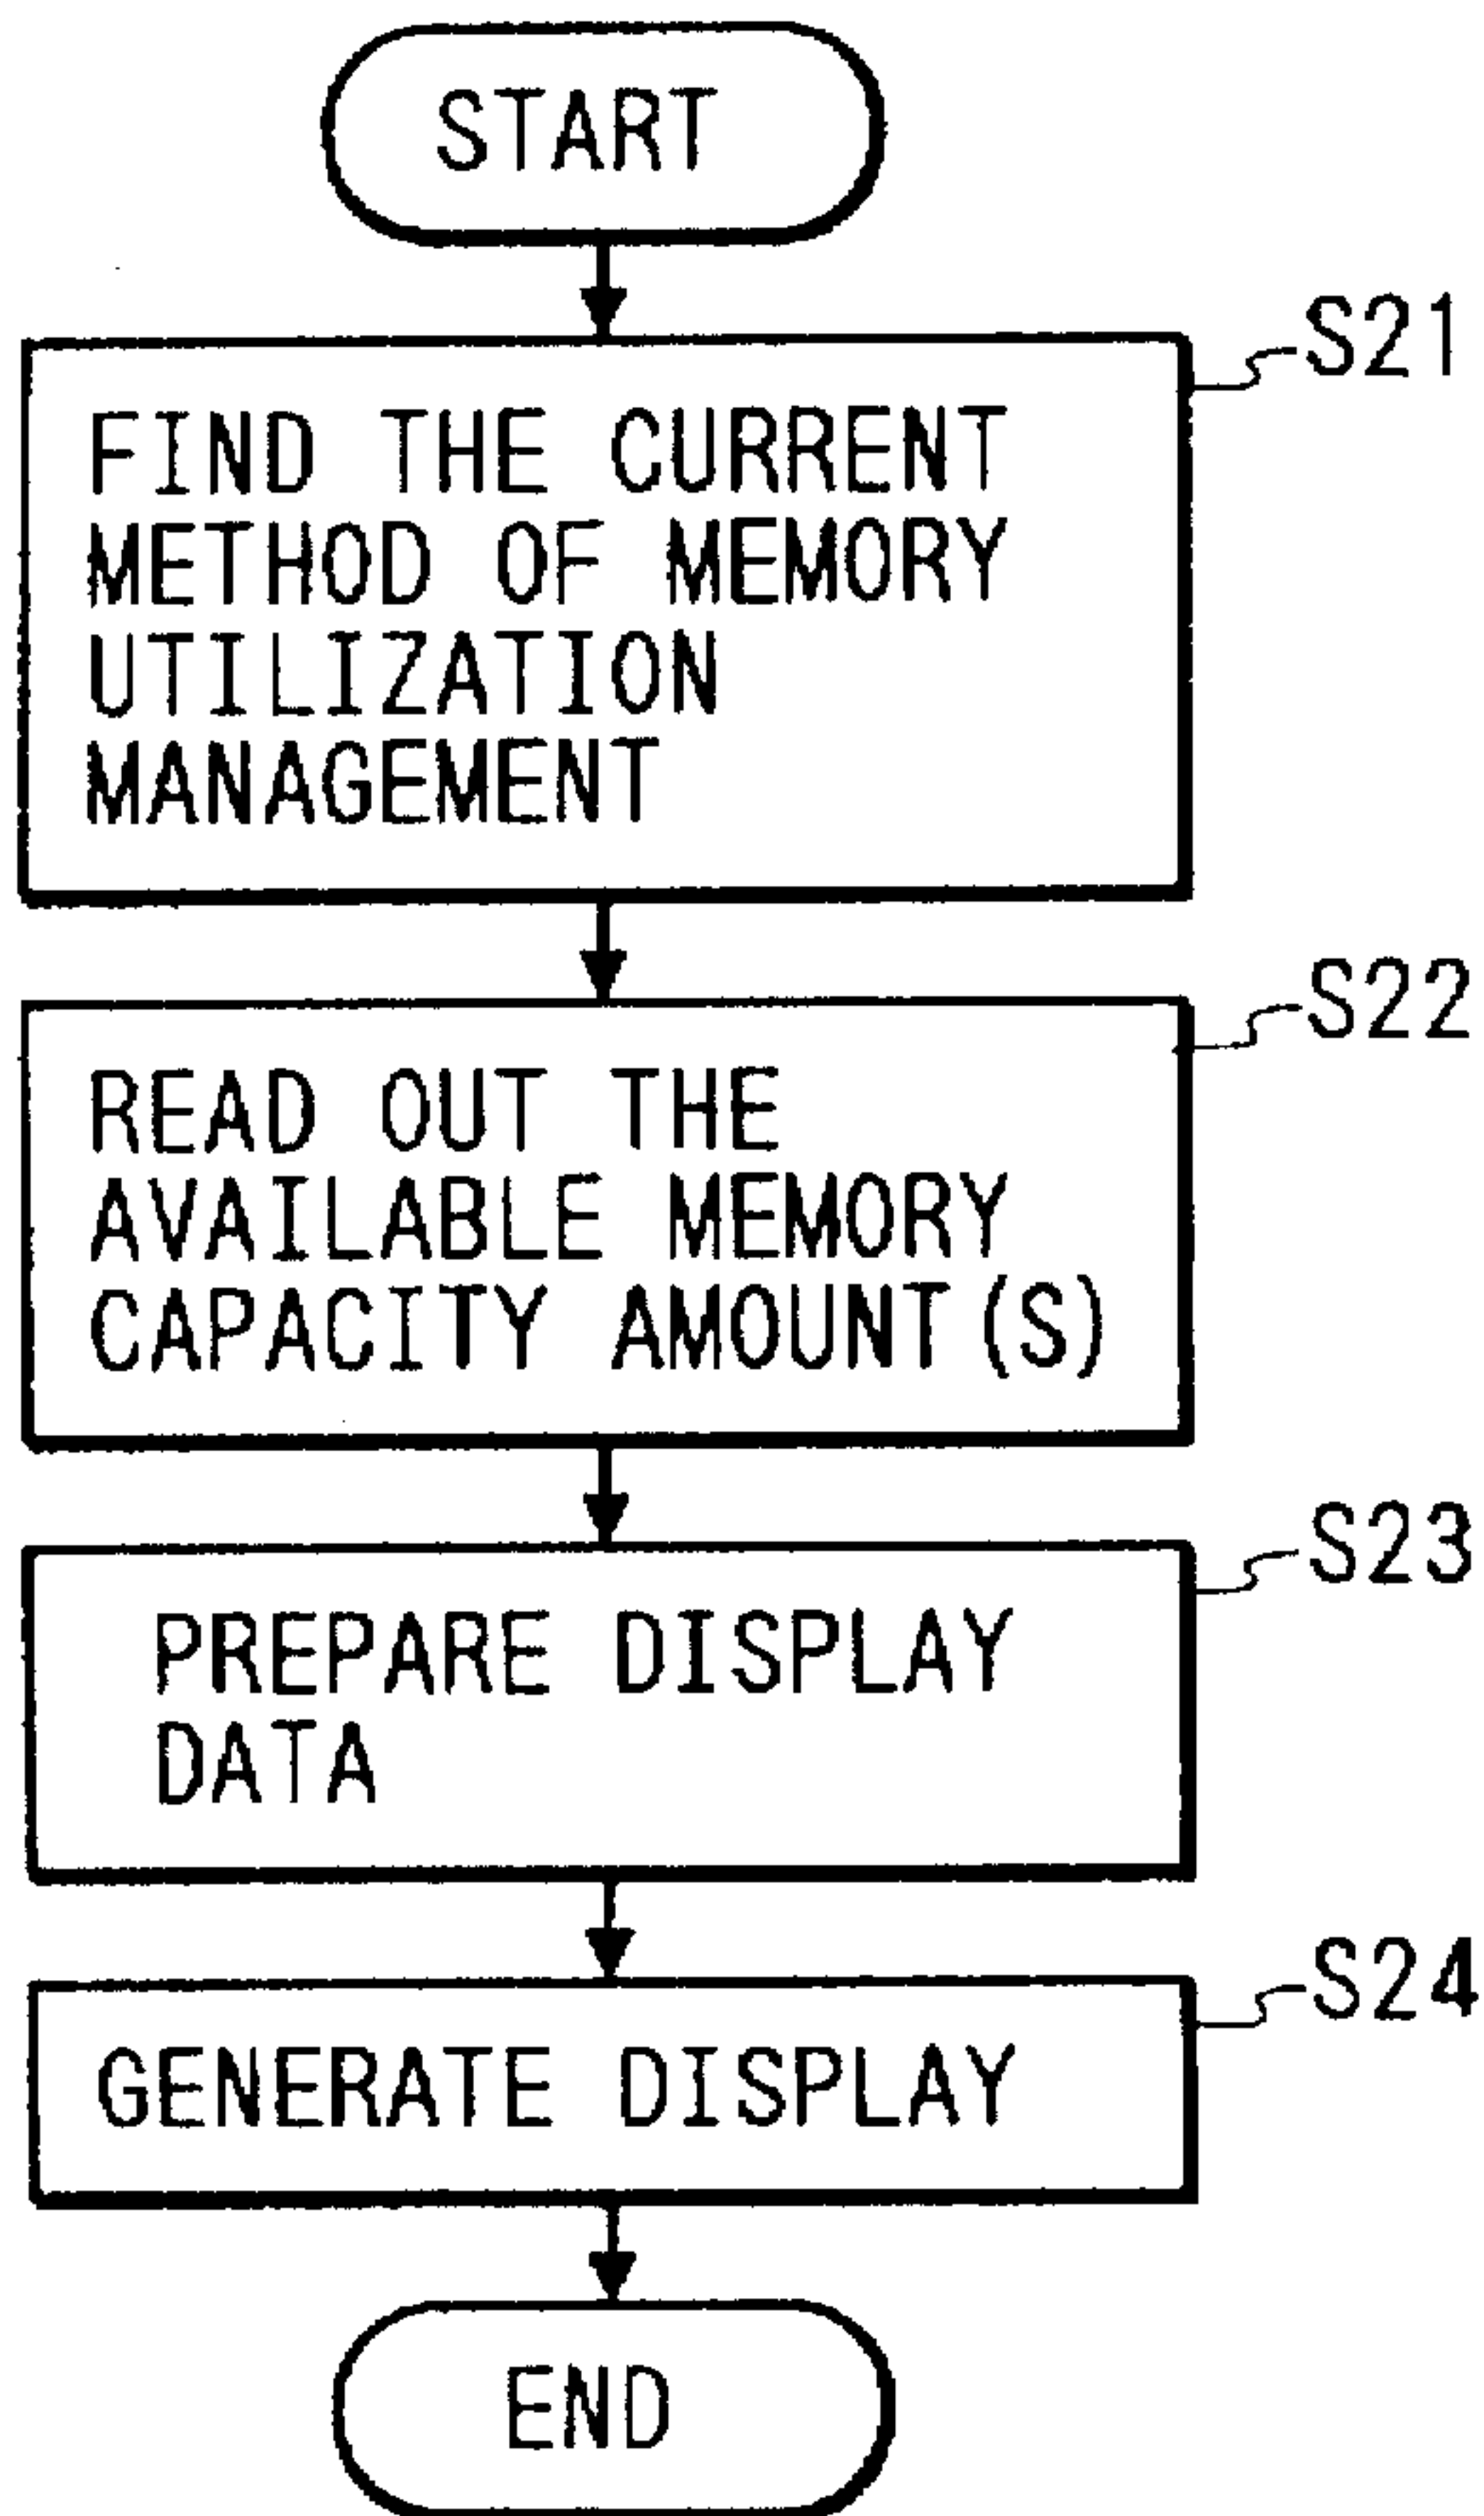 START
S21
FIND THE CURRENT
METHOD OF MEMORY
UTILIZATION
MANAGEMENT
S22
READ OUT THE
AVAILABLE MEMORY
CAPACITY AMOUNT(S)
S23
PREPARE DISPLAY
DATA
S24
GENERATE DISPLAY
END